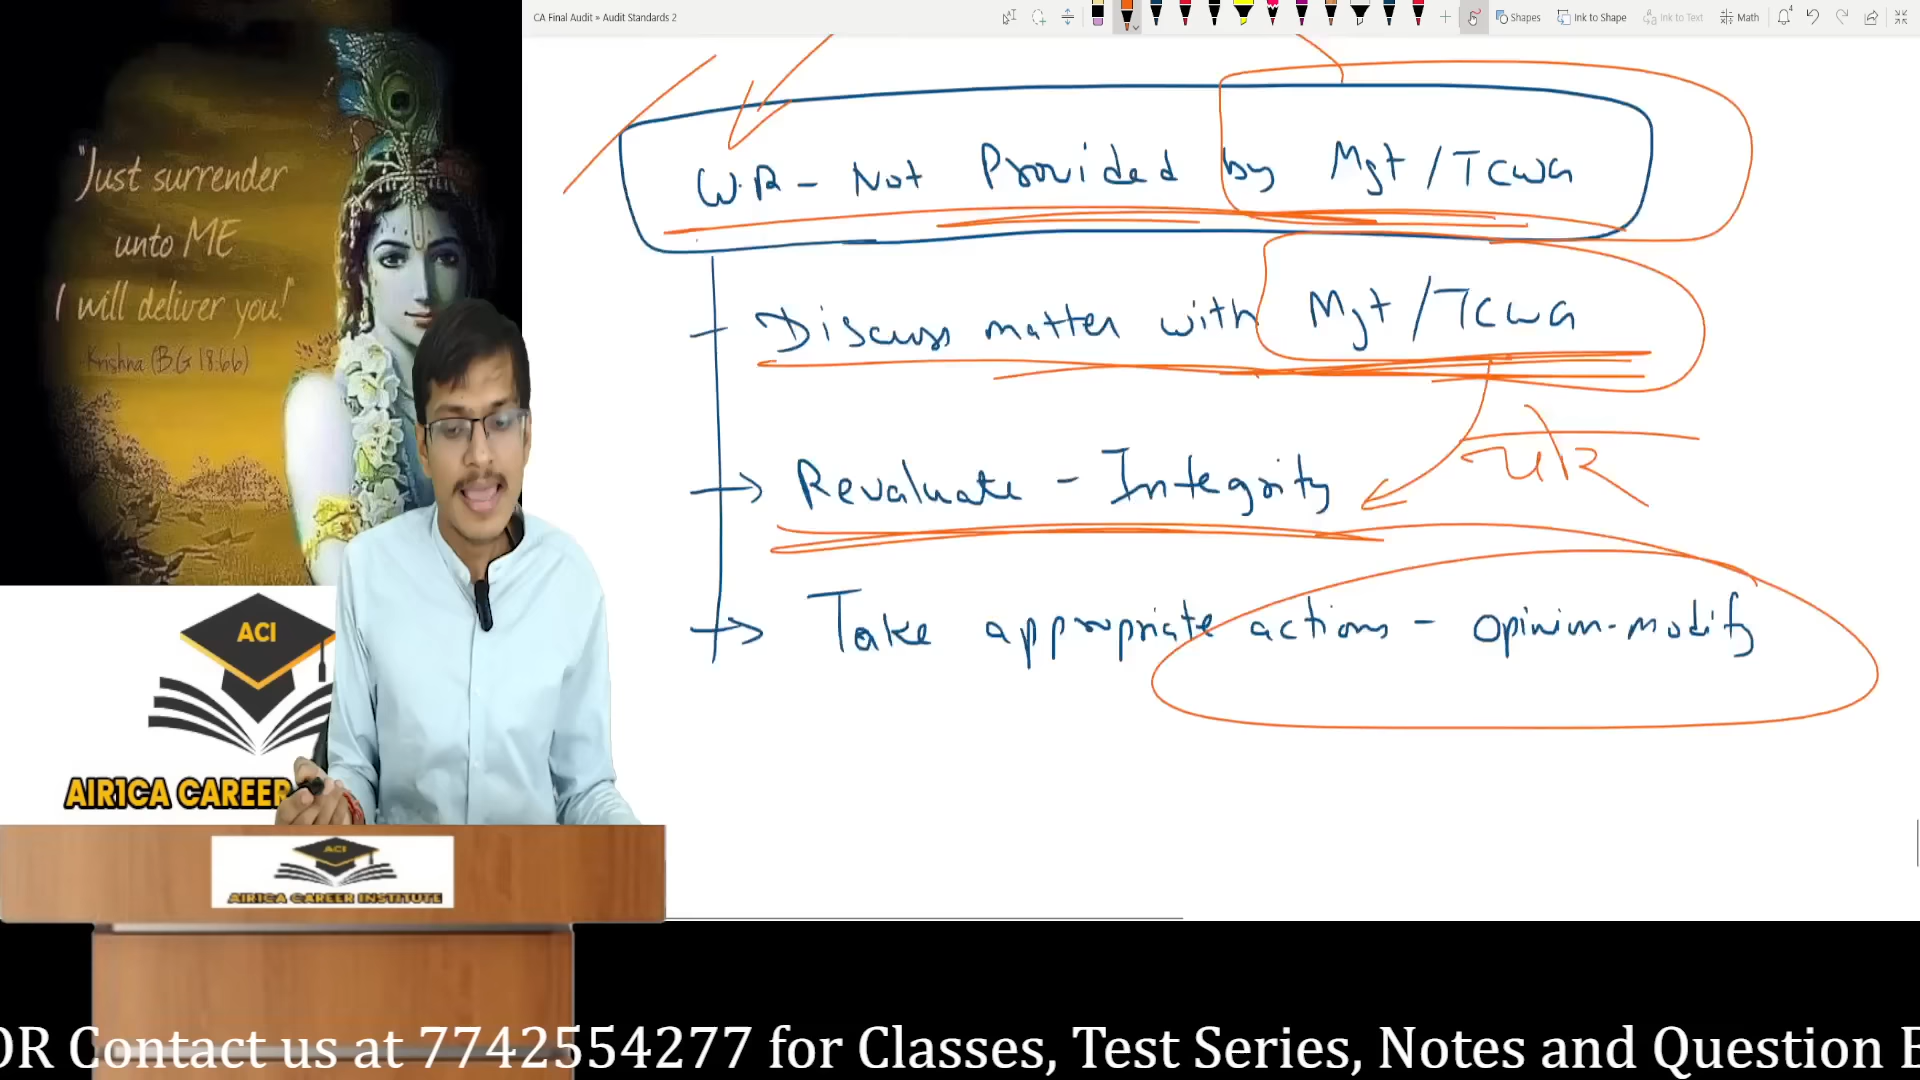 CA Final Audit » Audit Standards 2
Shapes
Ink to Shape
Ink to Text
Math
"Just surrender
unto ME
I will deliver you!"
-Krishna (B.G 18:66)
W.R - Not Provided by Mgt / TCWG
Discuss matter with Mgt / TCWG
Revaluate - Integrity
Take appropriate actions - opinion-modify
ACI
AIR1CA CAREER
ACI
AIR1CA CAREER INSTITUTE
OR Contact us at 7742554277 for Classes, Test Series, Notes and Question B